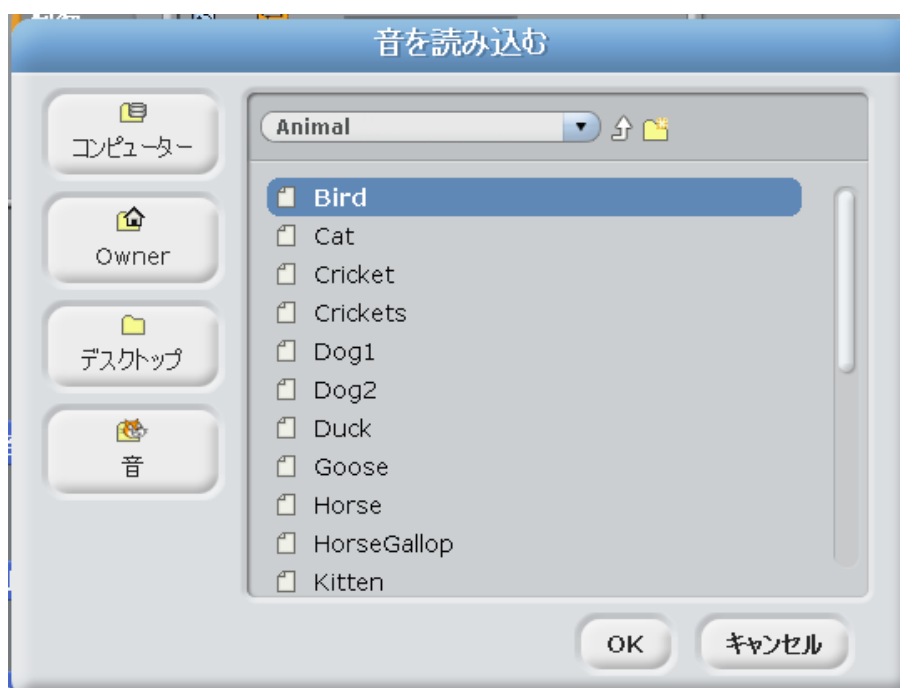 音を読み込む
コンピューター
Owner
デスクトップ
音
Animal
Bird
Cat
Cricket
Crickets
Dog1
Dog2
Duck
Goose
Horse
HorseGallop
Kitten
OK
キャンセル